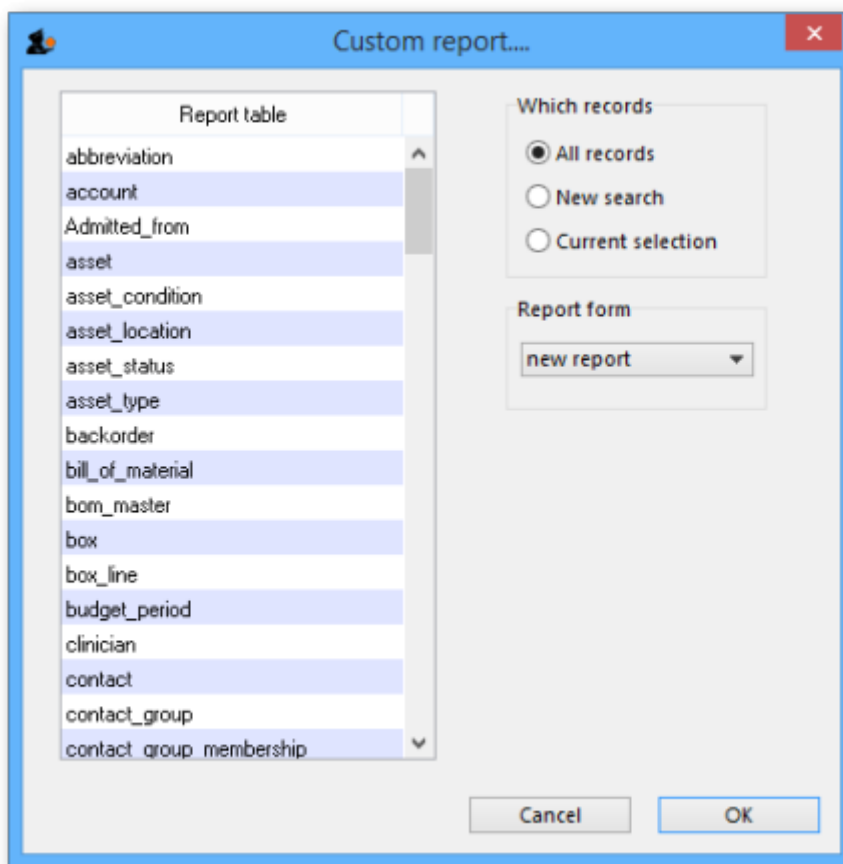 Custom report....
Report table
abbreviation
account
Admitted_from
asset
asset_condition
asset_location
asset_status
asset_type
backorder
bill_of_material
bom_master
box
box_line
budget_period
clinician
contact
contact_group
contact_group_membership
Which records
All records
New search
Current selection
Report form
new report
Cancel
OK